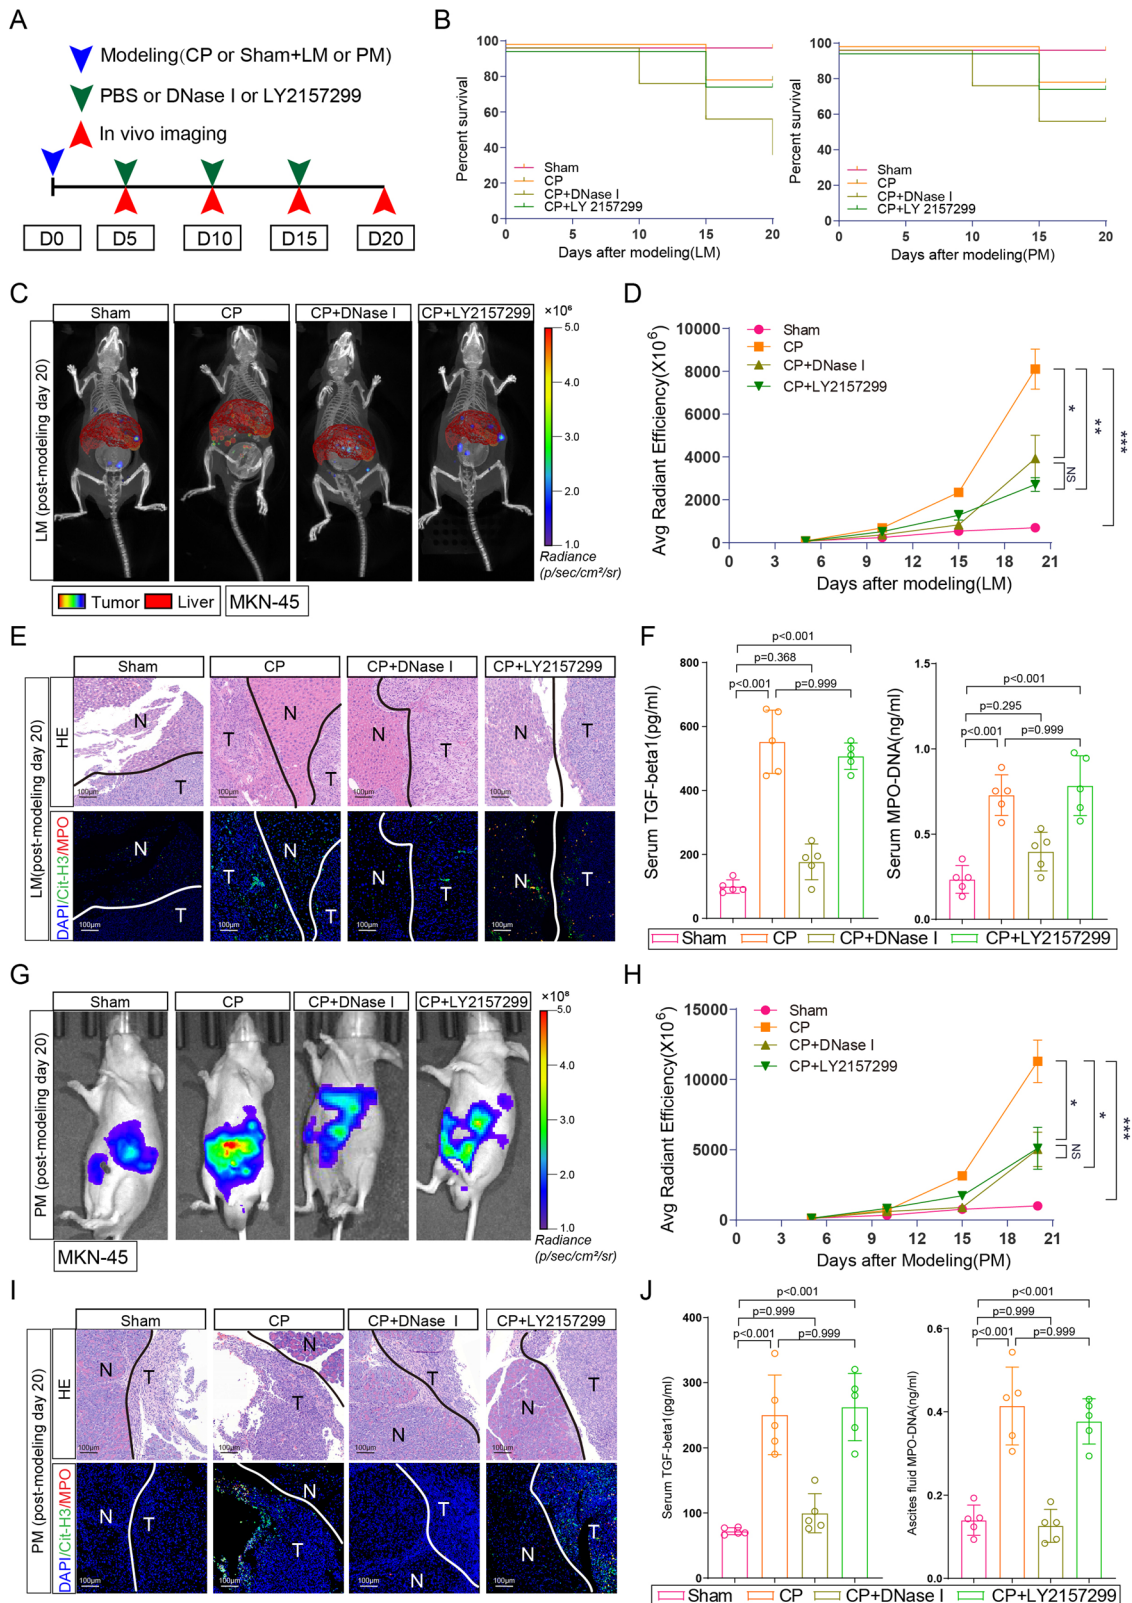 A
Modeling(CP or Sham+LM or PM)
PBS or DNase I or LY2157299
In vivo imaging
D0 D5 D10 D15 D20
B
Percent survival
100
80
60
40
20
0
Sham
CP
CP+DNase I
CP+LY 2157299
0 5 10 15 20
Days after modeling(LM)
Percent survival
100
80
60
40
20
0
Sham
CP
CP+DNase I
CP+LY 2157299
0 5 10 15 20
Days after modeling(PM)
C
LM (post-modeling day 20)
Sham CP CP+DNase I CP+LY2157299
×10⁶
5.0
4.0
3.0
2.0
1.0
Radiance
(p/sec/cm²/sr)
Tumor Liver MKN-45
D
Avg Radiant Efficiency(X10⁶)
10000
8000
6000
4000
2000
0
Sham
CP
CP+DNase I
CP+LY2157299
*
**
***
NS
0 3 6 9 12 15 18 21
Days after modeling(LM)
E
LM(post-modeling day 20)
HE
DAPI/Cit-H3/MPO
Sham CP CP+DNase I CP+LY2157299
N T 100μm
T N T 100μm
N T 100μm
N T 100μm
N T 100μm
T N T 100μm
N T 100μm
N T 100μm
F
Serum TGF-beta1(pg/ml)
800
600
400
200
0
p<0.001
p=0.368
p<0.001 p=0.999
Serum MPO-DNA(ng/ml)
1.5
1.0
0.5
0.0
p<0.001
p=0.295
p<0.001 p=0.999
Sham CP CP+DNase I CP+LY2157299
G
PM (post-modeling day 20)
Sham CP CP+DNase I CP+LY2157299
×10⁸
5.0
4.0
3.0
2.0
1.0
Radiance
(p/sec/cm²/sr)
MKN-45
H
Avg Radiant Efficiency(X10⁶)
15000
10000
5000
0
Sham
CP
CP+DNase I
CP+LY2157299
*
*
***
NS
0 3 6 9 12 15 18 21
Days after Modeling(PM)
I
PM (post-modeling day 20)
HE
DAPI/Cit-H3/MPO
Sham CP CP+DNase I CP+LY2157299
N T 100μm
N T 100μm
T N 100μm
T N 100μm
N T 100μm
N T 100μm
T N 100μm
T N 100μm
J
Serum TGF-beta1(pg/ml)
400
300
200
100
0
p<0.001
p=0.999
p<0.001 p=0.999
Ascites fluid MPO-DNA(ng/ml)
0.6
0.4
0.2
0.0
p<0.001
p=0.999
p<0.001 p=0.999
Sham CP CP+DNase I CP+LY2157299